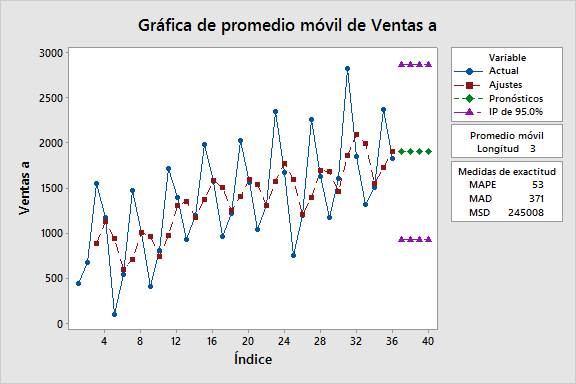 Gráfica de promedio móvil de Ventas a
3000
2500
2000
1500
1000
500
0
Ventas a
4 8 12 16 20 24 28 32 36 40
Índice
Variable
Actual
Ajustes
Pronósticos
IP de 95.0%
Promedio móvil
Longitud 3
Medidas de exactitud
MAPE 53
MAD 371
MSD 245008